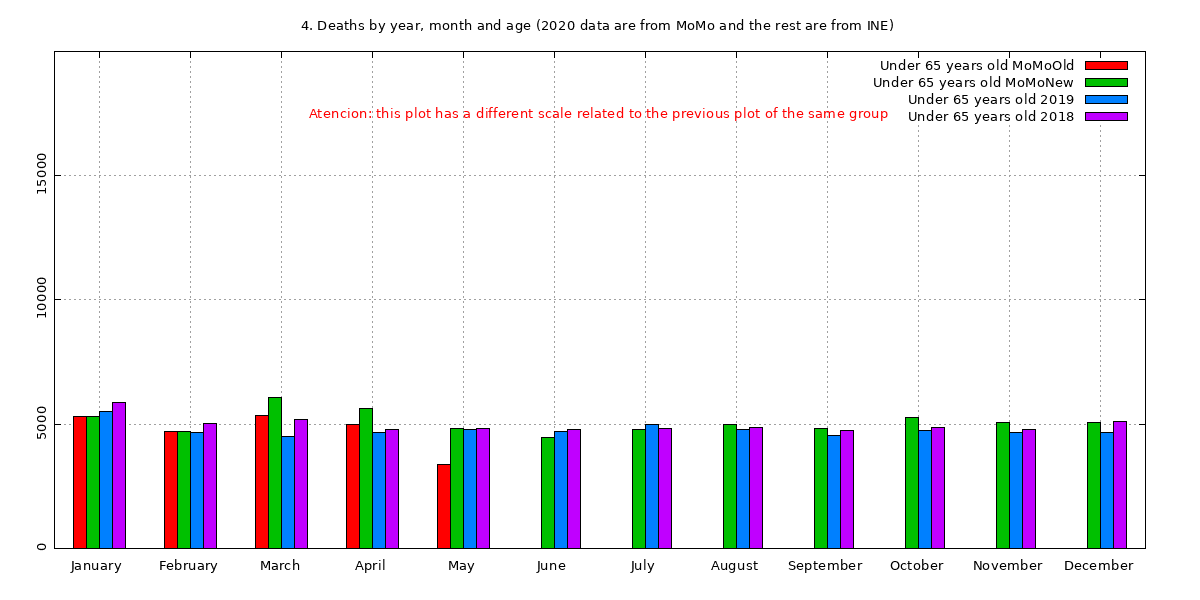 4. Deaths by year, month and age (2020 data are from MoMo and the rest are from INE)
Under 65 years old MoMoOld
Under 65 years old MoMoNew
Under 65 years old 2019
Under 65 years old 2018
Atencion: this plot has a different scale related to the previous plot of the same group
15000
10000
5000
0
January February March April May June July August September October November December